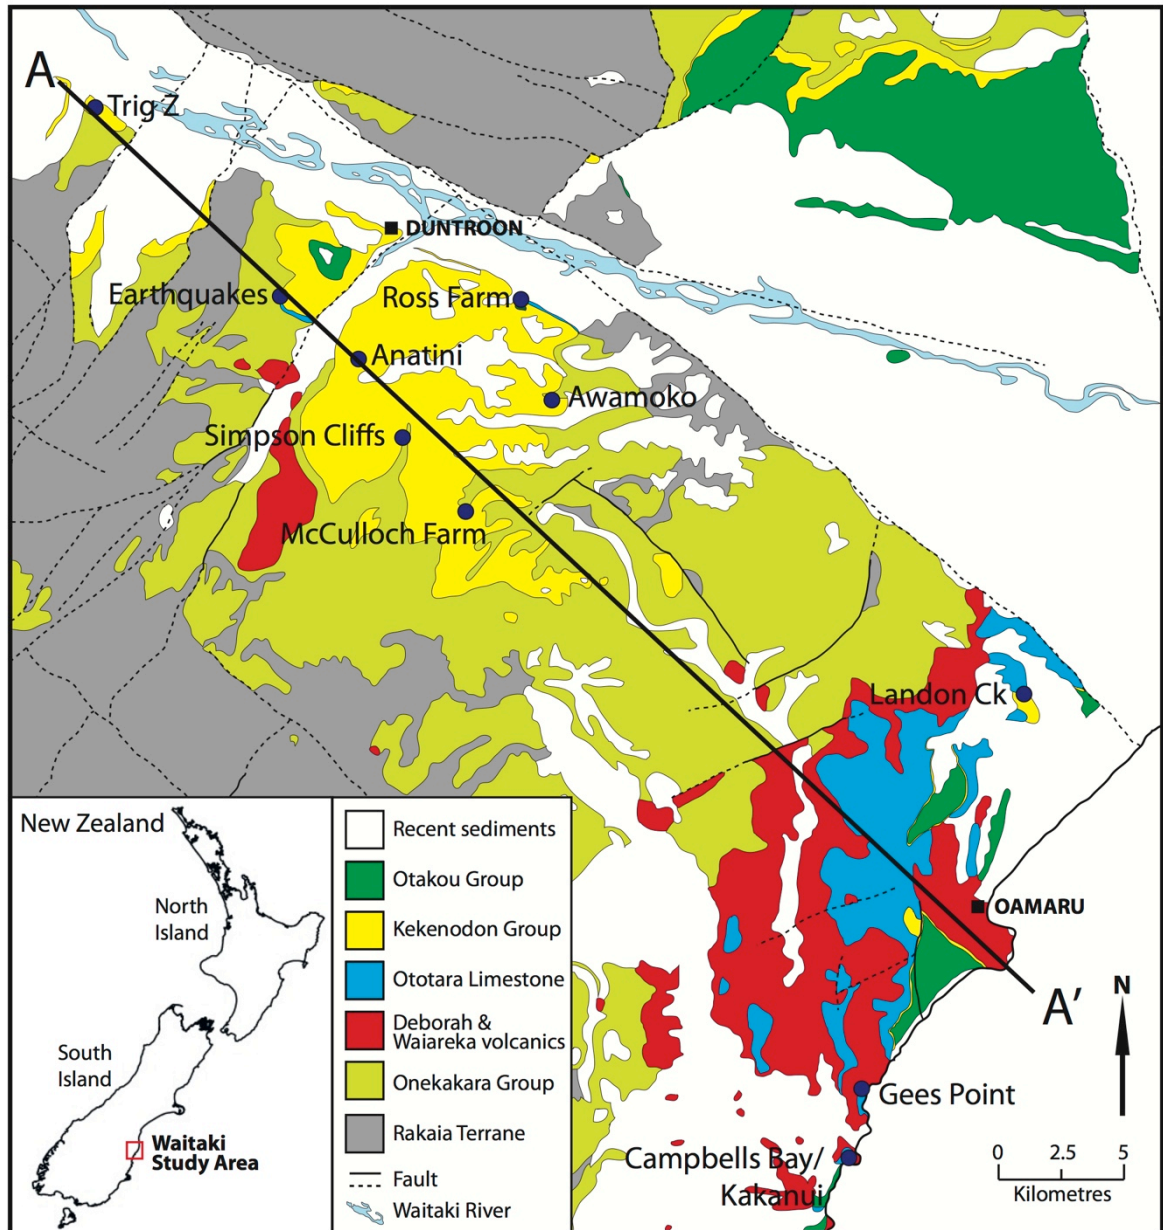 A
Trig Z
DUNTROON
Earthquakes
Ross Farm
Anatini
Awamoko
Simpson Cliffs
McCulloch Farm
Landon Ck
OAMARU
A'
N
Gees Point
Campbells Bay/
Kakanui
0 2.5 5
Kilometres
New Zealand
North
Island
South
Island
Waitaki
Study Area
Recent sediments
Otakou Group
Kekenodon Group
Ototara Limestone
Deborah &
Waiareka volcanics
Onekakara Group
Rakaia Terrane
Fault
Waitaki River